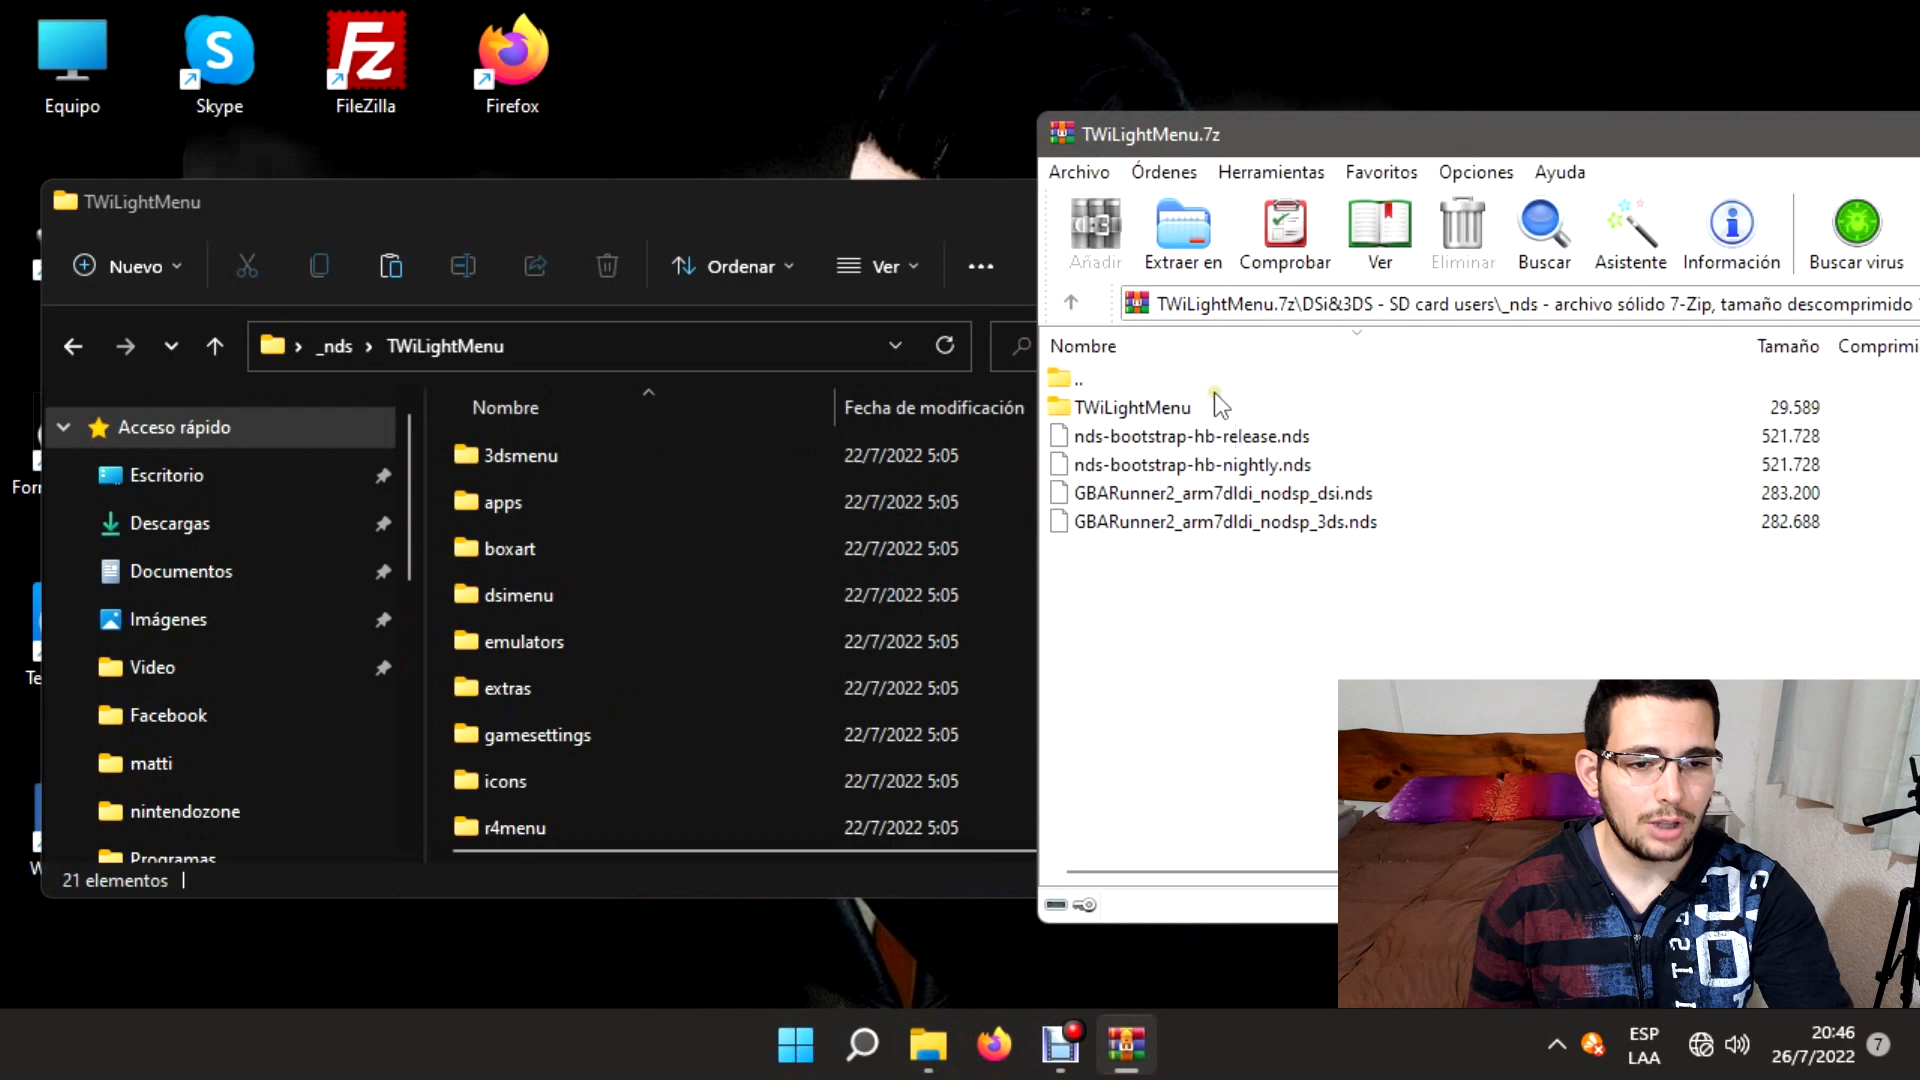 Equipo
Skype
FileZilla
Firefox
TWiLightMenu
Nuevo
Ordenar
Ver
_nds
TWiLightMenu
Nombre
Fecha de modificación
Acceso rápido
Escritorio
Descargas
Documentos
Imágenes
Video
Facebook
matti
nintendozone
Programas
3dsmenu 22/7/2022 5:05
apps 22/7/2022 5:05
boxart 22/7/2022 5:05
dsimenu 22/7/2022 5:05
emulators 22/7/2022 5:05
extras 22/7/2022 5:05
gamesettings 22/7/2022 5:05
icons 22/7/2022 5:05
r4menu 22/7/2022 5:05
21 elementos
TWiLightMenu.7z
Archivo Órdenes Herramientas Favoritos Opciones Ayuda
Añadir Extraer en Comprobar Ver Eliminar Buscar Asistente Información Buscar virus
TWiLightMenu.7z\DSi&3DS - SD card users\_nds - archivo sólido 7-Zip, tamaño descomprimido
Nombre Tamaño Comprimi
..
TWiLightMenu 29.589
nds-bootstrap-hb-release.nds 521.728
nds-bootstrap-hb-nightly.nds 521.728
GBARunner2_arm7dldi_nodsp_dsi.nds 283.200
GBARunner2_arm7dldi_nodsp_3ds.nds 282.688
ESP
LAA
20:46
26/7/2022
7